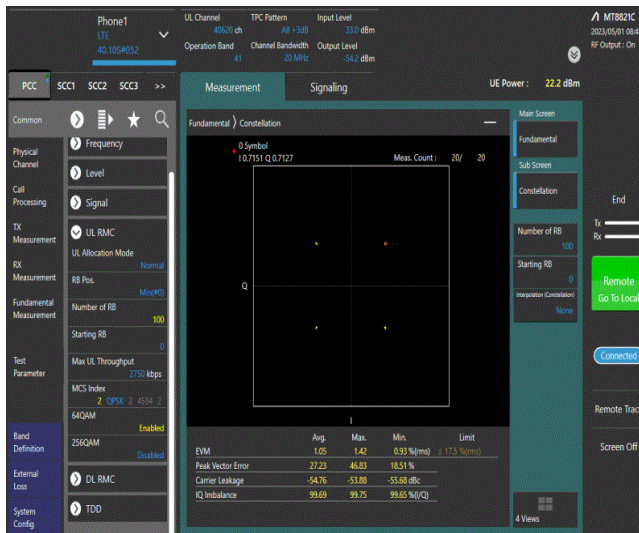 Phone1
LTE
40.105#052
UL Channel
40620 ch
TPC Pattern
All +3dB
Input Level
33.0 dBm
Operation Band
41
Channel Bandwidth
20 MHz
Output Level
-54.2 dBm
MT8821C
2023/05/01 08:4
RF Output : On
PCC
SCC1
SCC2
SCC3
>>
Measurement
Signaling
UE Power : 22.2 dBm
Common
Physical
Channel
Call
Processing
TX
Measurement
RX
Measurement
Fundamental
Measurement
Test
Parameter
Band
Definition
External
Loss
System
Config
Frequency
Level
Signal
UL RMC
UL Allocation Mode
Normal
RB Pos.
Min(#0)
Number of RB
100
Starting RB
0
Max UL Throughput
2750 kbps
MCS Index
2 QPSK 2 4584 2
64QAM
Enabled
256QAM
Disabled
DL RMC
TDD
Fundamental 〉 Constellation
0 Symbol
I 0.7151 Q 0.7127
Meas. Count : 20/ 20
Q
I
Avg. Max. Min. Limit
EVM 1.05 1.42 0.93 %(rms) ≤ 17.5 %(rms)
Peak Vector Error 27.23 46.83 18.51 %
Carrier Leakage -54.76 -53.88 -55.68 dBc
IQ Imbalance 99.69 99.75 99.65 %(I/Q)
Main Screen
Fundamental
Sub Screen
Constellation
Number of RB
100
Starting RB
0
Interpolation (Constellation)
None
4 Views
End
Tx
Rx
Remote
Go To Local
Connected
Remote Trac
Screen Off